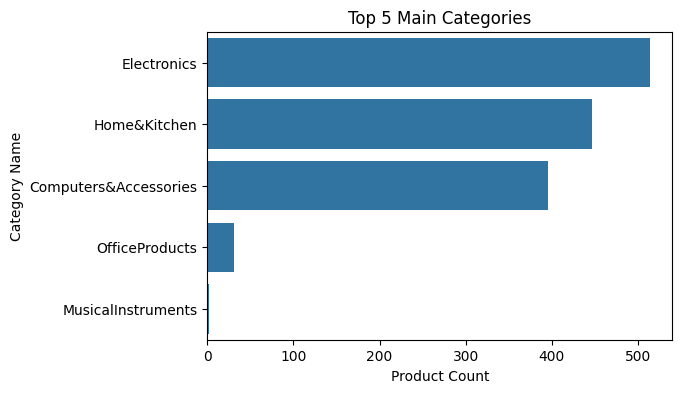 Top 5 Main Categories
Category Name
Electronics
Home&Kitchen
Computers&Accessories
OfficeProducts
MusicalInstruments
0 100 200 300 400 500
Product Count